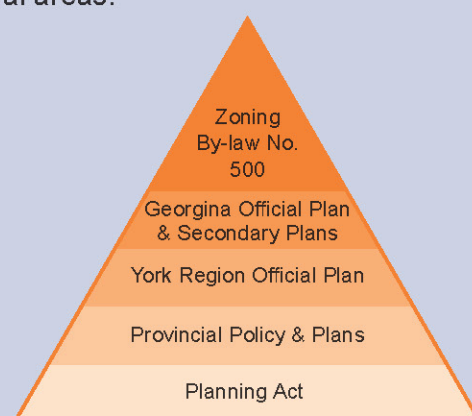 areas.
Zoning
By-law No.
500
Georgina Official Plan
& Secondary Plans
York Region Official Plan
Provincial Policy & Plans
Planning Act